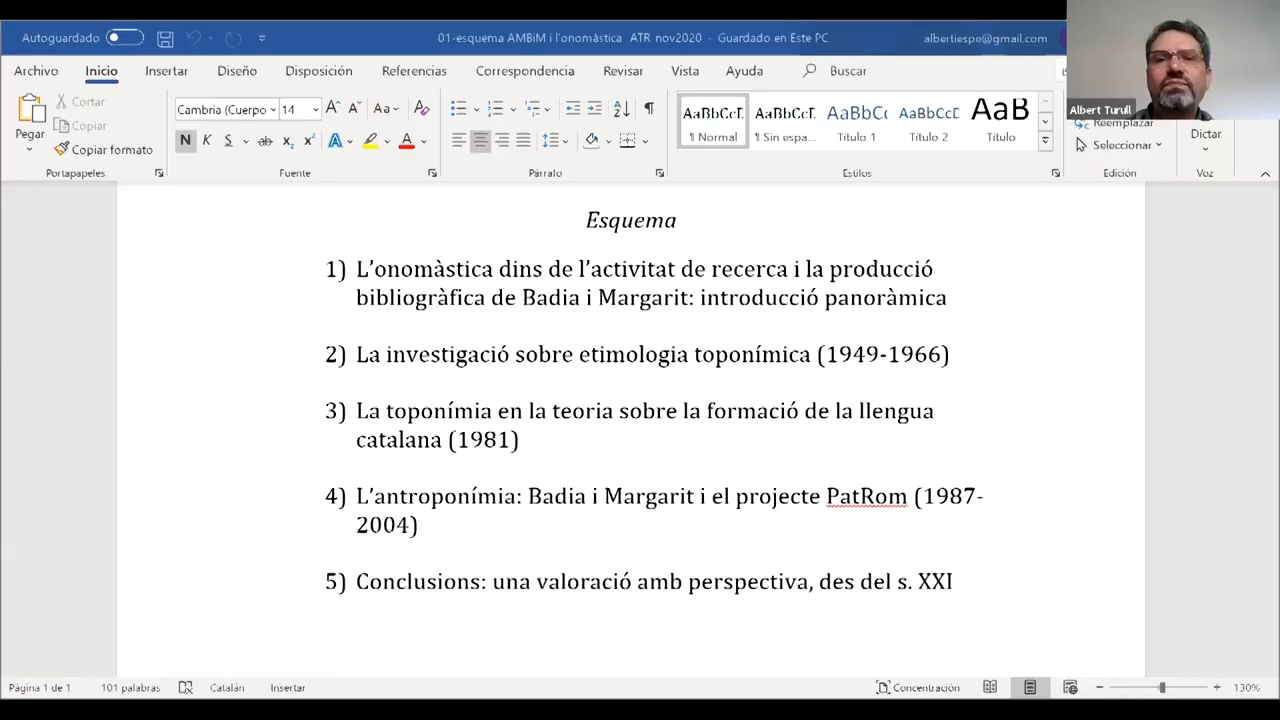 Autoguardado
01-esquema AMBiM i l'onomàstica ATR nov2020 - Guardado en Este PC
albertiespe@gmail.com
Archivo Inicio Insertar Diseño Disposición Referencias Correspondencia Revisar Vista Ayuda Buscar
Albert Turull
Pegar
Cortar
Copiar
Copiar formato
Cambria (Cuerpo 14
AaBbCcD AaBbCcD AaBbCc AaBbCcD AaB
¶ Normal ¶ Sin espa... Título 1 Título 2 Título
Reemplazar
Seleccionar
Dictar
Portapapeles Fuente Párrafo Estilos Edición Voz
Esquema
1) L'onomàstica dins de l'activitat de recerca i la producció
bibliogràfica de Badia i Margarit: introducció panoràmica
2) La investigació sobre etimologia toponímica (1949-1966)
3) La toponímia en la teoria sobre la formació de la llengua
catalana (1981)
4) L'antroponímia: Badia i Margarit i el projecte PatRom (1987-
2004)
5) Conclusions: una valoració amb perspectiva, des del s. XXI
Página 1 de 1 101 palabras Catalán Insertar Concentración 130%